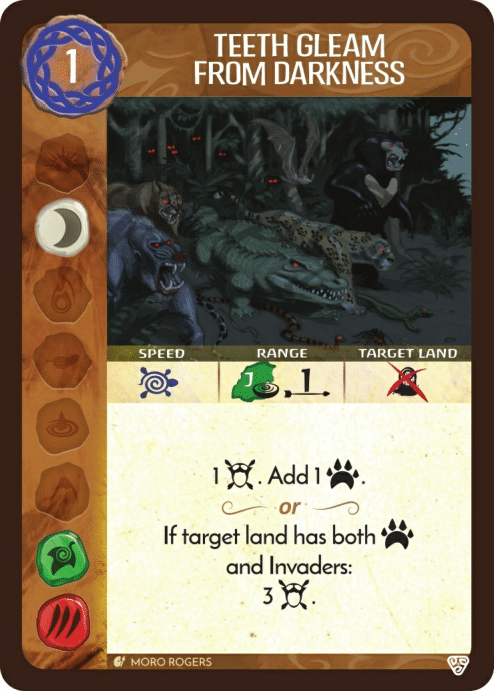 1
TEETH GLEAM
FROM DARKNESS
SPEED RANGE TARGET LAND
J 1
1 . Add 1 .
or
If target land has both
and Invaders:
3 .
MORO ROGERS